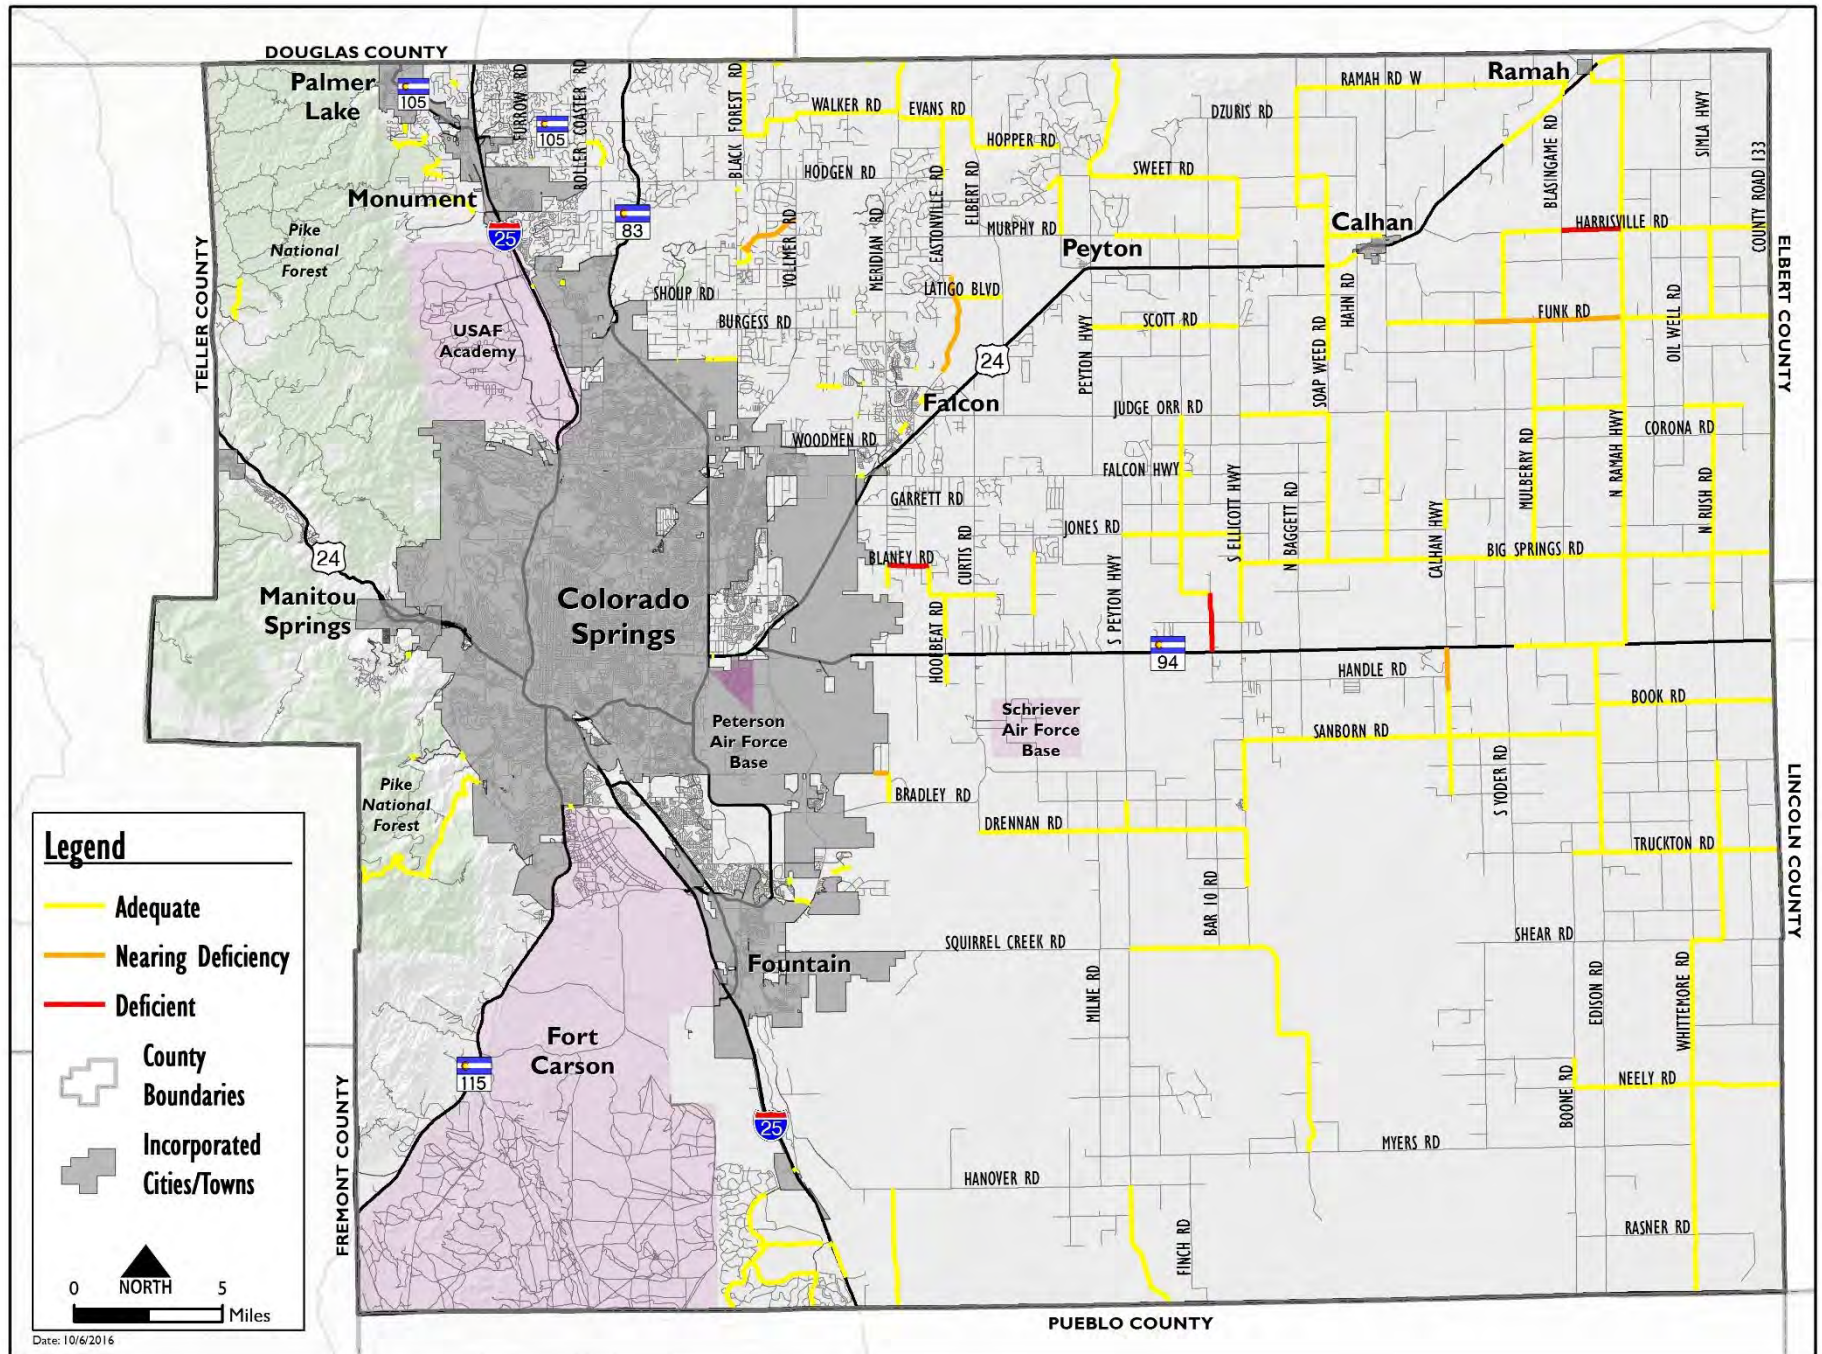 DOUGLAS COUNTY
Palmer
Lake
105
FURROW RD
105
ROLLER COASTER RD
BLACK FOREST RD
WALKER RD
EVANS RD
HOPPER RD
DZURIS RD
RAMAH RD W
Ramah
BLASINGAME RD
SIMLA HWY
COUNTY ROAD 133
HODGEN RD
EASTONVILLE RD
ELBERT RD
SWEET RD
Monument
83
25
Pike
National
Forest
TELLER COUNTY
VOLLMER RD
MERIDIAN RD
MURPHY RD
Peyton
Calhan
HARRISVILLE RD
ELBERT COUNTY
SHOUP RD
LATIGO BLVD
BURGESS RD
USAF
Academy
PEYTON HWY
SCOTT RD
SOAP WEED RD
HAHN RD
FUNK RD
OIL WELL RD
24
Falcon
JUDGE ORR RD
WOODMEN RD
CORONA RD
MULBERRY RD
N RAMAH HWY
N RUSH RD
FALCON HWY
GARRETT RD
S ELLICOTT HWY
N BAGGETT RD
CALHAN HWY
JONES RD
CURTIS RD
BLANEY RD
BIG SPRINGS RD
24
Manitou
Springs
Colorado
Springs
HOOFBEAT RD
S PEYTON HWY
94
HANDLE RD
BOOK RD
Peterson
Air Force
Base
Schriever
Air Force
Base
SANBORN RD
S YODER RD
Pike
National
Forest
BRADLEY RD
DRENNAN RD
TRUCKTON RD
LINCOLN COUNTY
BAR 10 RD
SQUIRREL CREEK RD
SHEAR RD
Fountain
MILNE RD
EDISON RD
WHITTEMORE RD
Fort
Carson
115
25
BOONE RD
NEELY RD
MYERS RD
HANOVER RD
FINCH RD
RASNER RD
FREMONT COUNTY
PUEBLO COUNTY
Legend
Adequate
Nearing Deficiency
Deficient
County
Boundaries
Incorporated
Cities/Towns
NORTH
0 5
Miles
Date: 10/6/2016